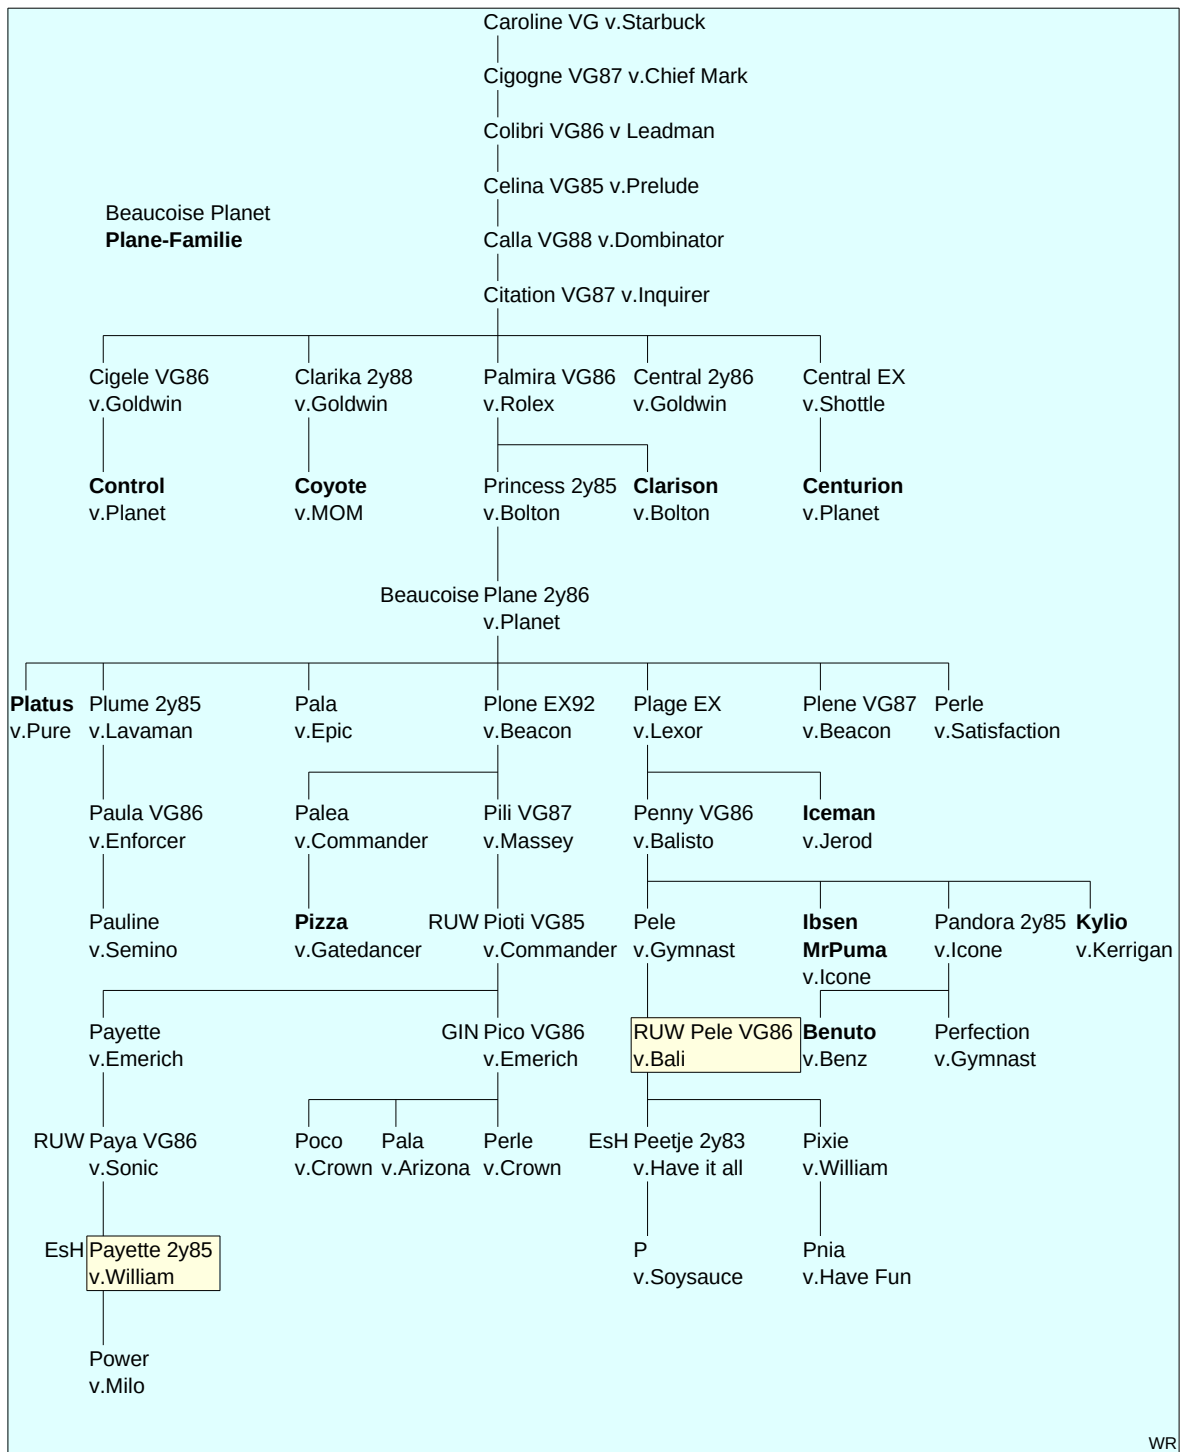 Caroline VG v.Starbuck
Cigogne VG87 v.Chief Mark
Colibri VG86 v Leadman
Celina VG85 v.Prelude
Beaucoise Planet
Plane-Familie
Calla VG88 v.Dombinator
Citation VG87 v.Inquirer
Cigele VG86
v.Goldwin
Clarika 2y88
v.Goldwin
Palmira VG86
v.Rolex
Central 2y86
v.Goldwin
Central EX
v.Shottle
Control
v.Planet
Coyote
v.MOM
Princess 2y85
v.Bolton
Clarison
v.Bolton
Centurion
v.Planet
Beaucoise Plane 2y86
v.Planet
Platus
v.Pure
Plume 2y85
v.Lavaman
Pala
v.Epic
Plone EX92
v.Beacon
Plage EX
v.Lexor
Plene VG87
v.Beacon
Perle
v.Satisfaction
Paula VG86
v.Enforcer
Palea
v.Commander
Pili VG87
v.Massey
Penny VG86
v.Balisto
Iceman
v.Jerod
Pauline
v.Semino
Pizza
v.Gatedancer
RUW Pioti VG85
v.Commander
Pele
v.Gymnast
Ibsen
MrPuma
v.Icone
Pandora 2y85
v.Icone
Kylio
v.Kerrigan
Payette
v.Emerich
GIN Pico VG86
v.Emerich
RUW Pele VG86
v.Bali
Benuto
v.Benz
Perfection
v.Gymnast
RUW Paya VG86
v.Sonic
Poco
v.Crown
Pala
v.Arizona
Perle
v.Crown
EsH Peetje 2y83
v.Have it all
Pixie
v.William
EsH Payette 2y85
v.William
P
v.Soysauce
Pnia
v.Have Fun
Power
v.Milo
WR